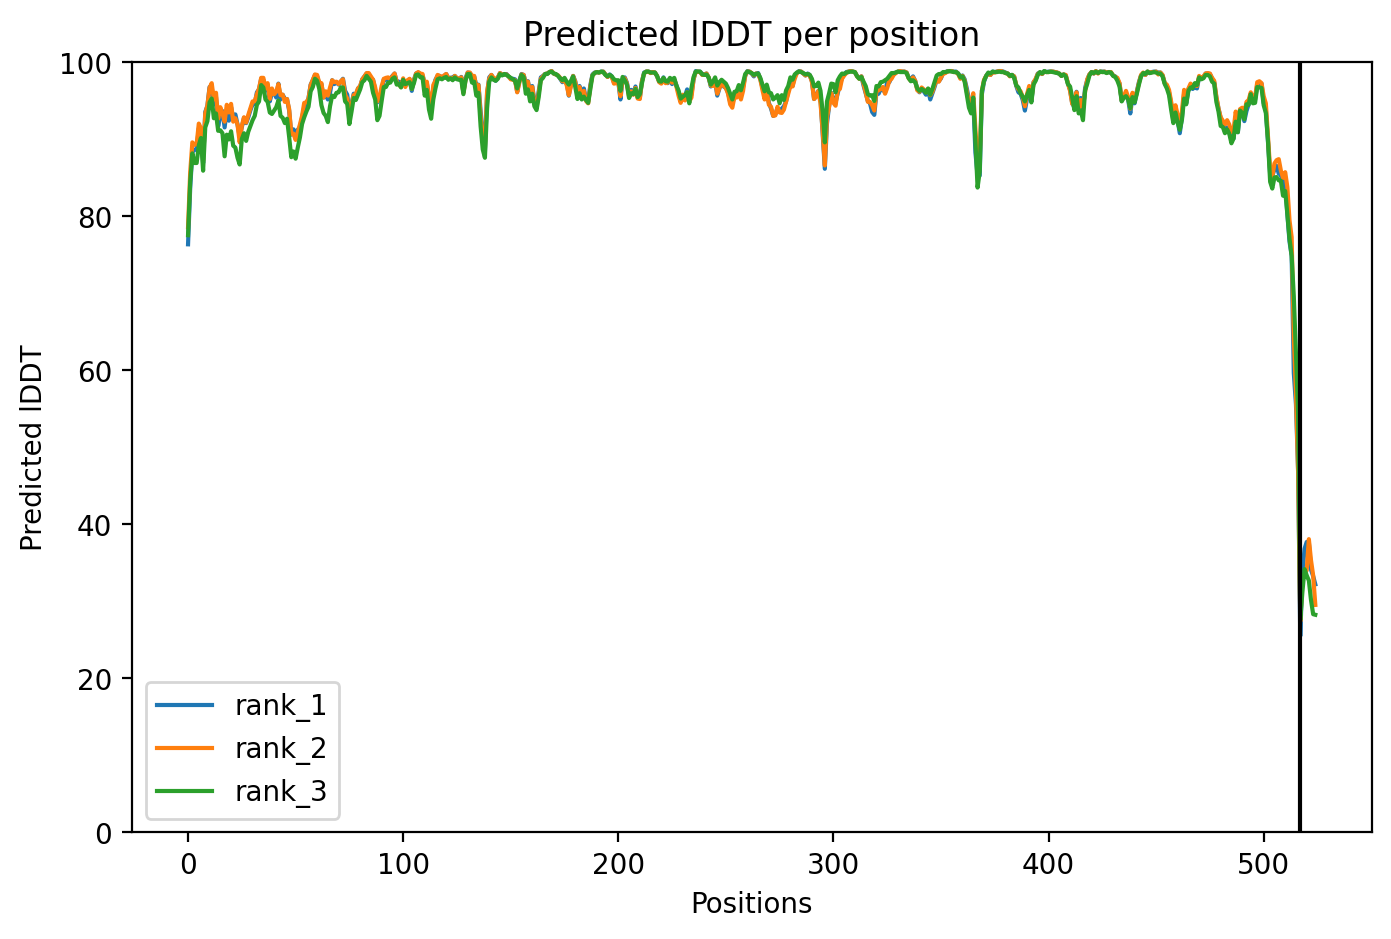 Predicted lDDT per position
100
80
60
40
20
0
Predicted lDDT
rank_1
rank_2
rank_3
0 100 200 300 400 500
Positions